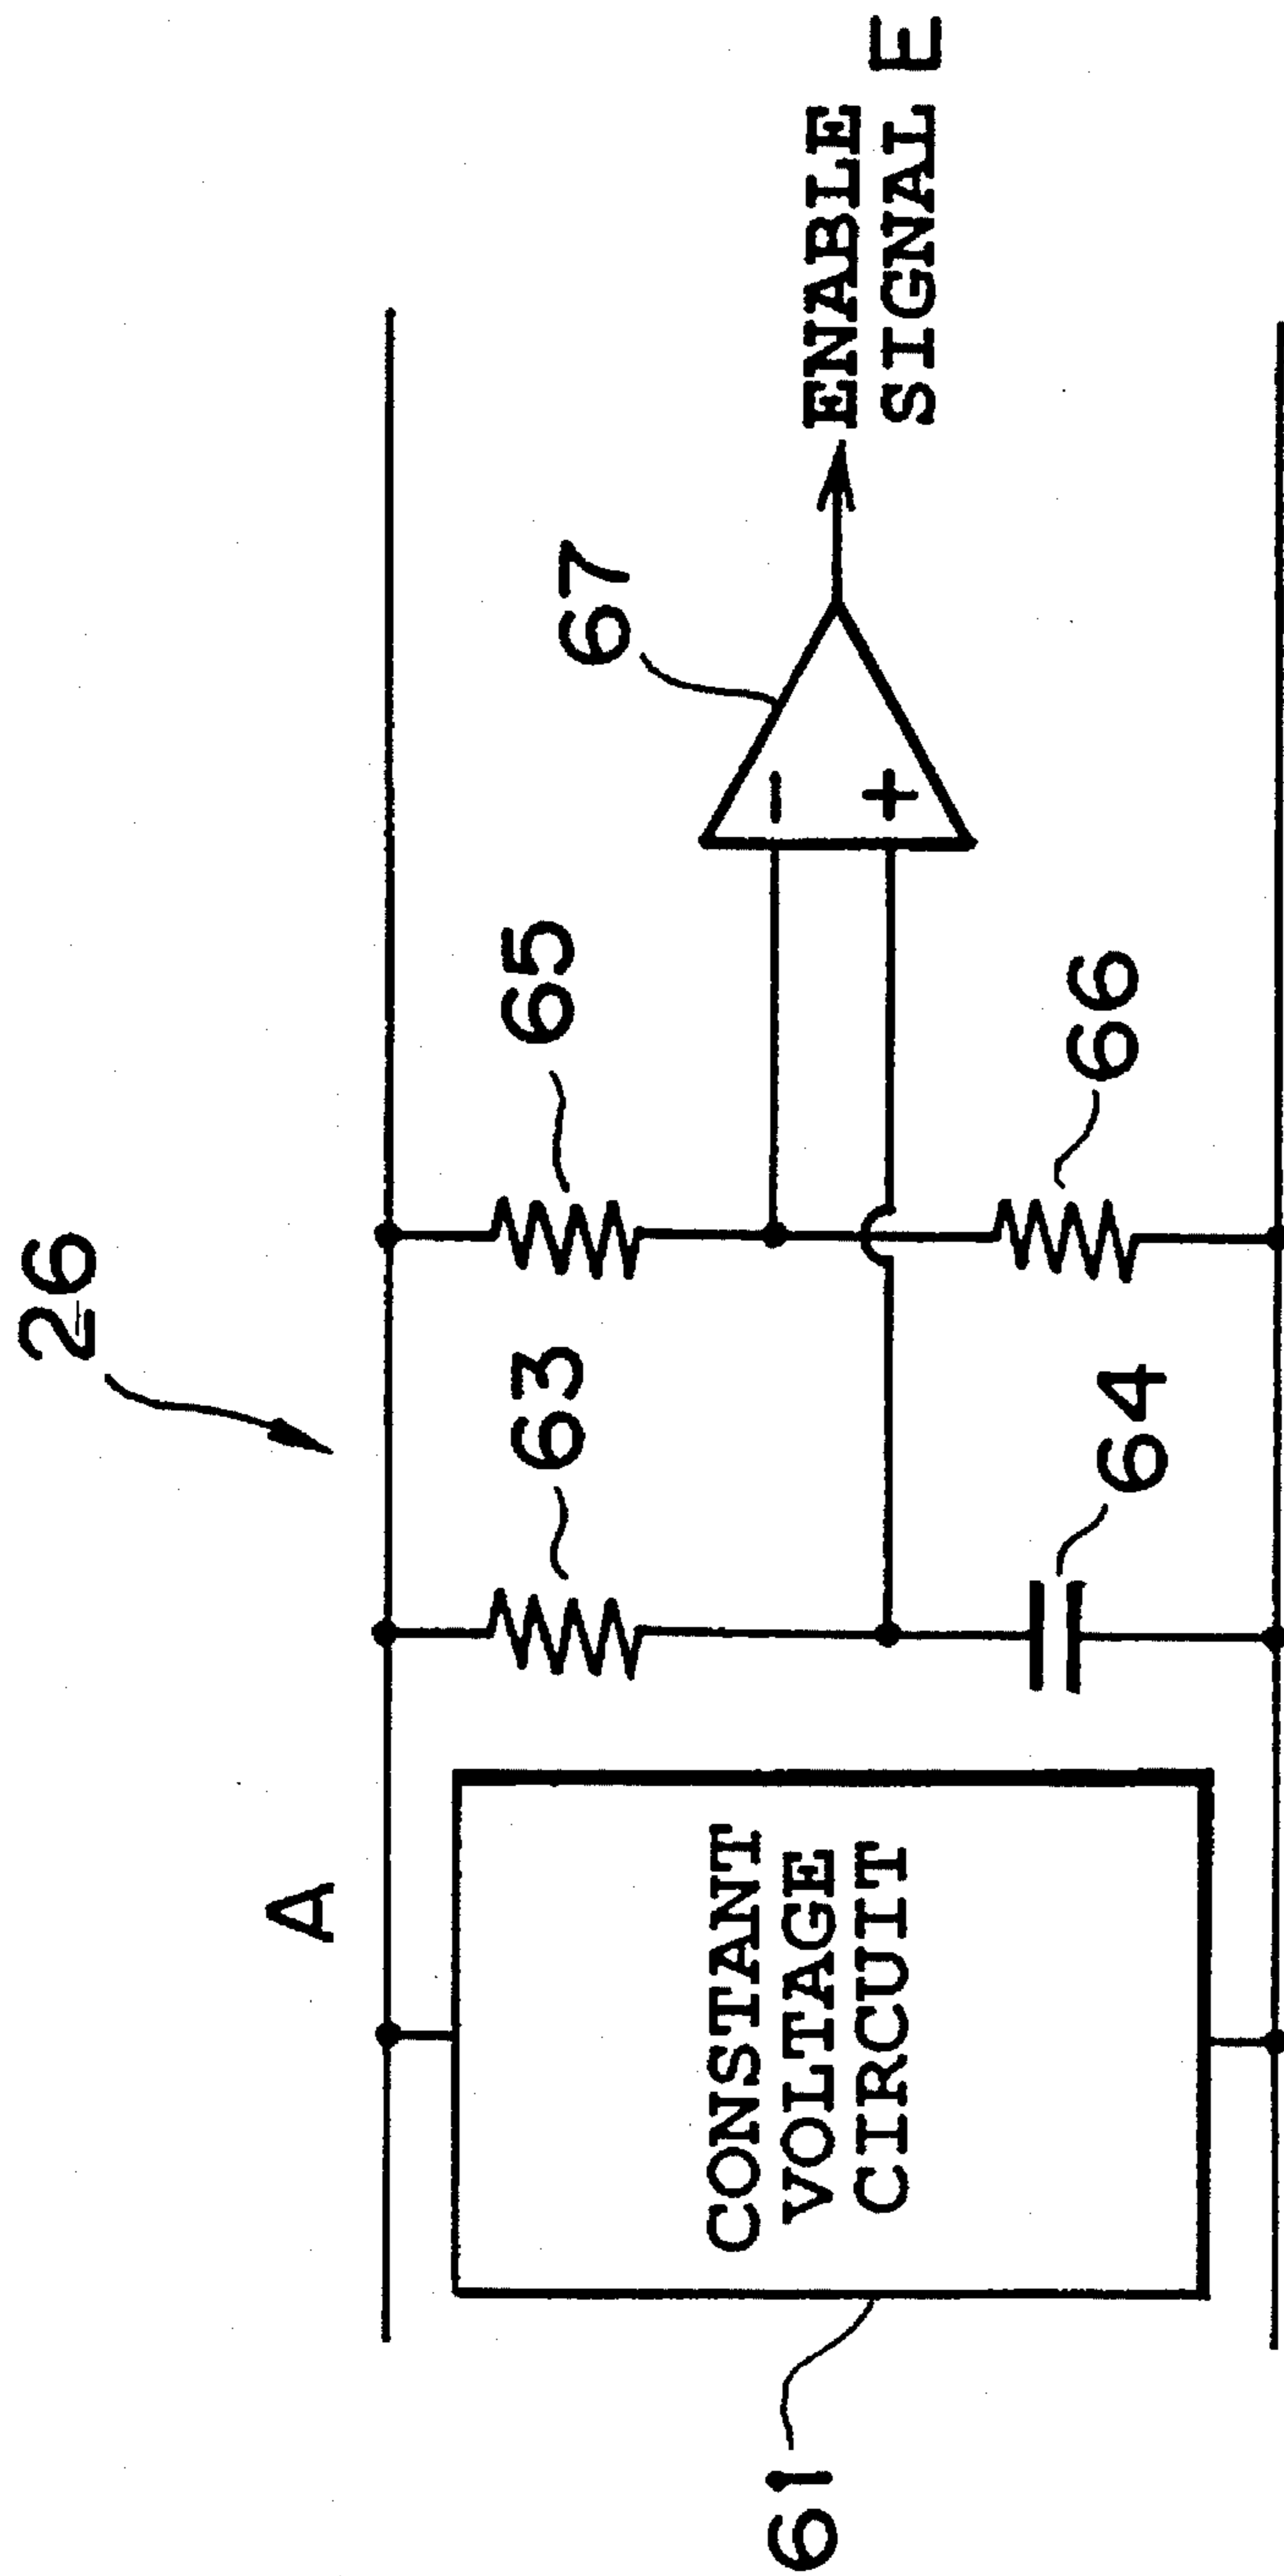 26
A
63
65
67
ENABLE
SIGNAL E
-
+
64
66
CONSTANT
VOLTAGE
CIRCUIT
61